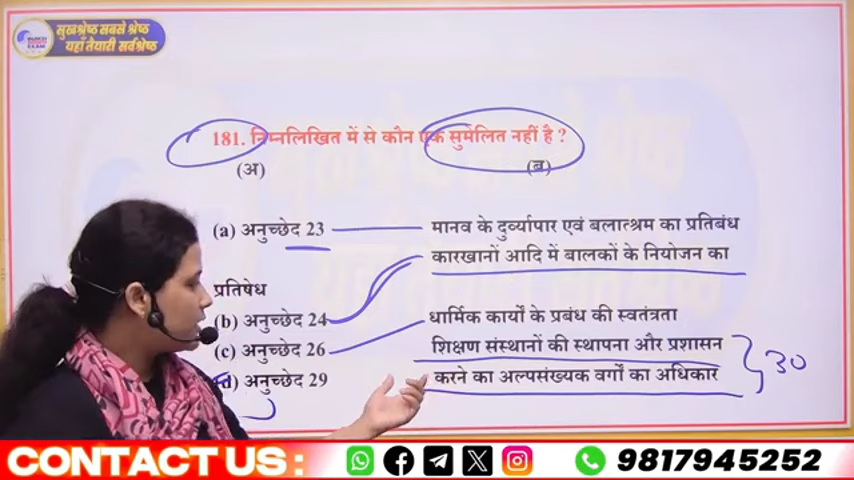 सुखश्रेष्ठ सबसे श्रेष्ठ
यहाँ तैयारी सर्वश्रेष्ठ
181. निम्नलिखित में से कौन एक सुमेलित नहीं है ?
(अ) (ब)
(a) अनुच्छेद 23 मानव के दुर्व्यापार एवं बलात्श्रम का प्रतिबंध
कारखानों आदि में बालकों के नियोजन का
प्रतिषेध
(b) अनुच्छेद 24
धार्मिक कार्यों के प्रबंध की स्वतंत्रता
(c) अनुच्छेद 26
शिक्षण संस्थानों की स्थापना और प्रशासन
(d) अनुच्छेद 29 करने का अल्पसंख्यक वर्गों का अधिकार
30
CONTACT US : 9817945252